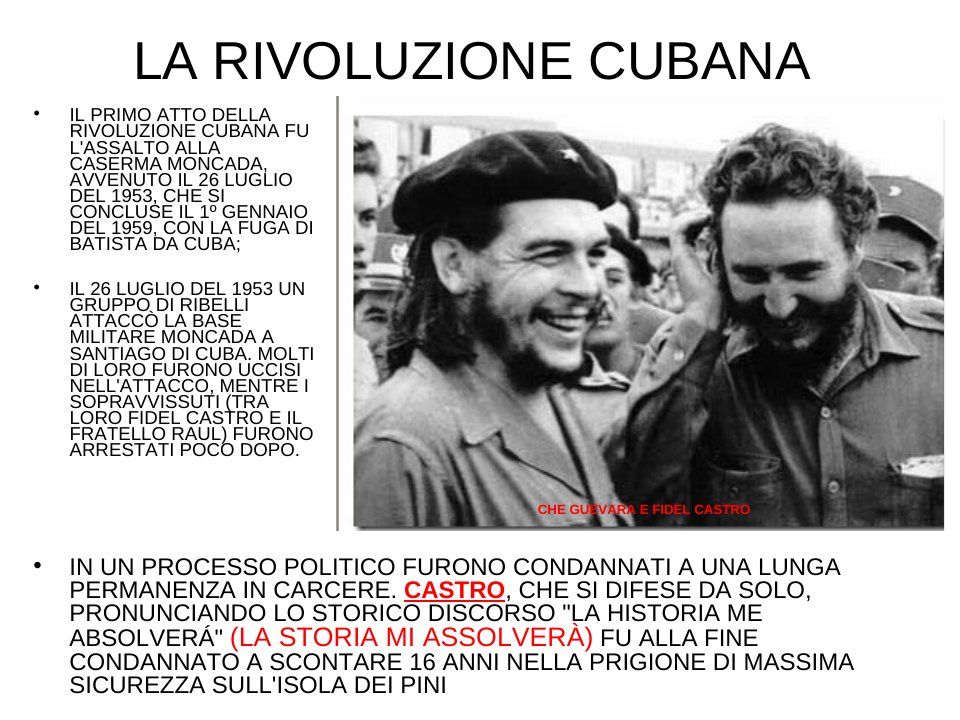 LA RIVOLUZIONE CUBANA
• IL PRIMO ATTO DELLA
RIVOLUZIONE CUBANA FU
L'ASSALTO ALLA
CASERMA MONCADA,
AVVENUTO IL 26 LUGLIO
DEL 1953, CHE SI
CONCLUSE IL 1º GENNAIO
DEL 1959, CON LA FUGA DI
BATISTA DA CUBA;
• IL 26 LUGLIO DEL 1953 UN
GRUPPO DI RIBELLI
ATTACCÒ LA BASE
MILITARE MONCADA A
SANTIAGO DI CUBA. MOLTI
DI LORO FURONO UCCISI
NELL'ATTACCO, MENTRE I
SOPRAVVISSUTI (TRA
LORO FIDEL CASTRO E IL
FRATELLO RAUL) FURONO
ARRESTATI POCO DOPO.
CHE GUEVARA E FIDEL CASTRO
• IN UN PROCESSO POLITICO FURONO CONDANNATI A UNA LUNGA
PERMANENZA IN CARCERE. CASTRO, CHE SI DIFESE DA SOLO,
PRONUNCIANDO LO STORICO DISCORSO "LA HISTORIA ME
ABSOLVERÁ" (LA STORIA MI ASSOLVERÀ) FU ALLA FINE
CONDANNATO A SCONTARE 16 ANNI NELLA PRIGIONE DI MASSIMA
SICUREZZA SULL'ISOLA DEI PINI